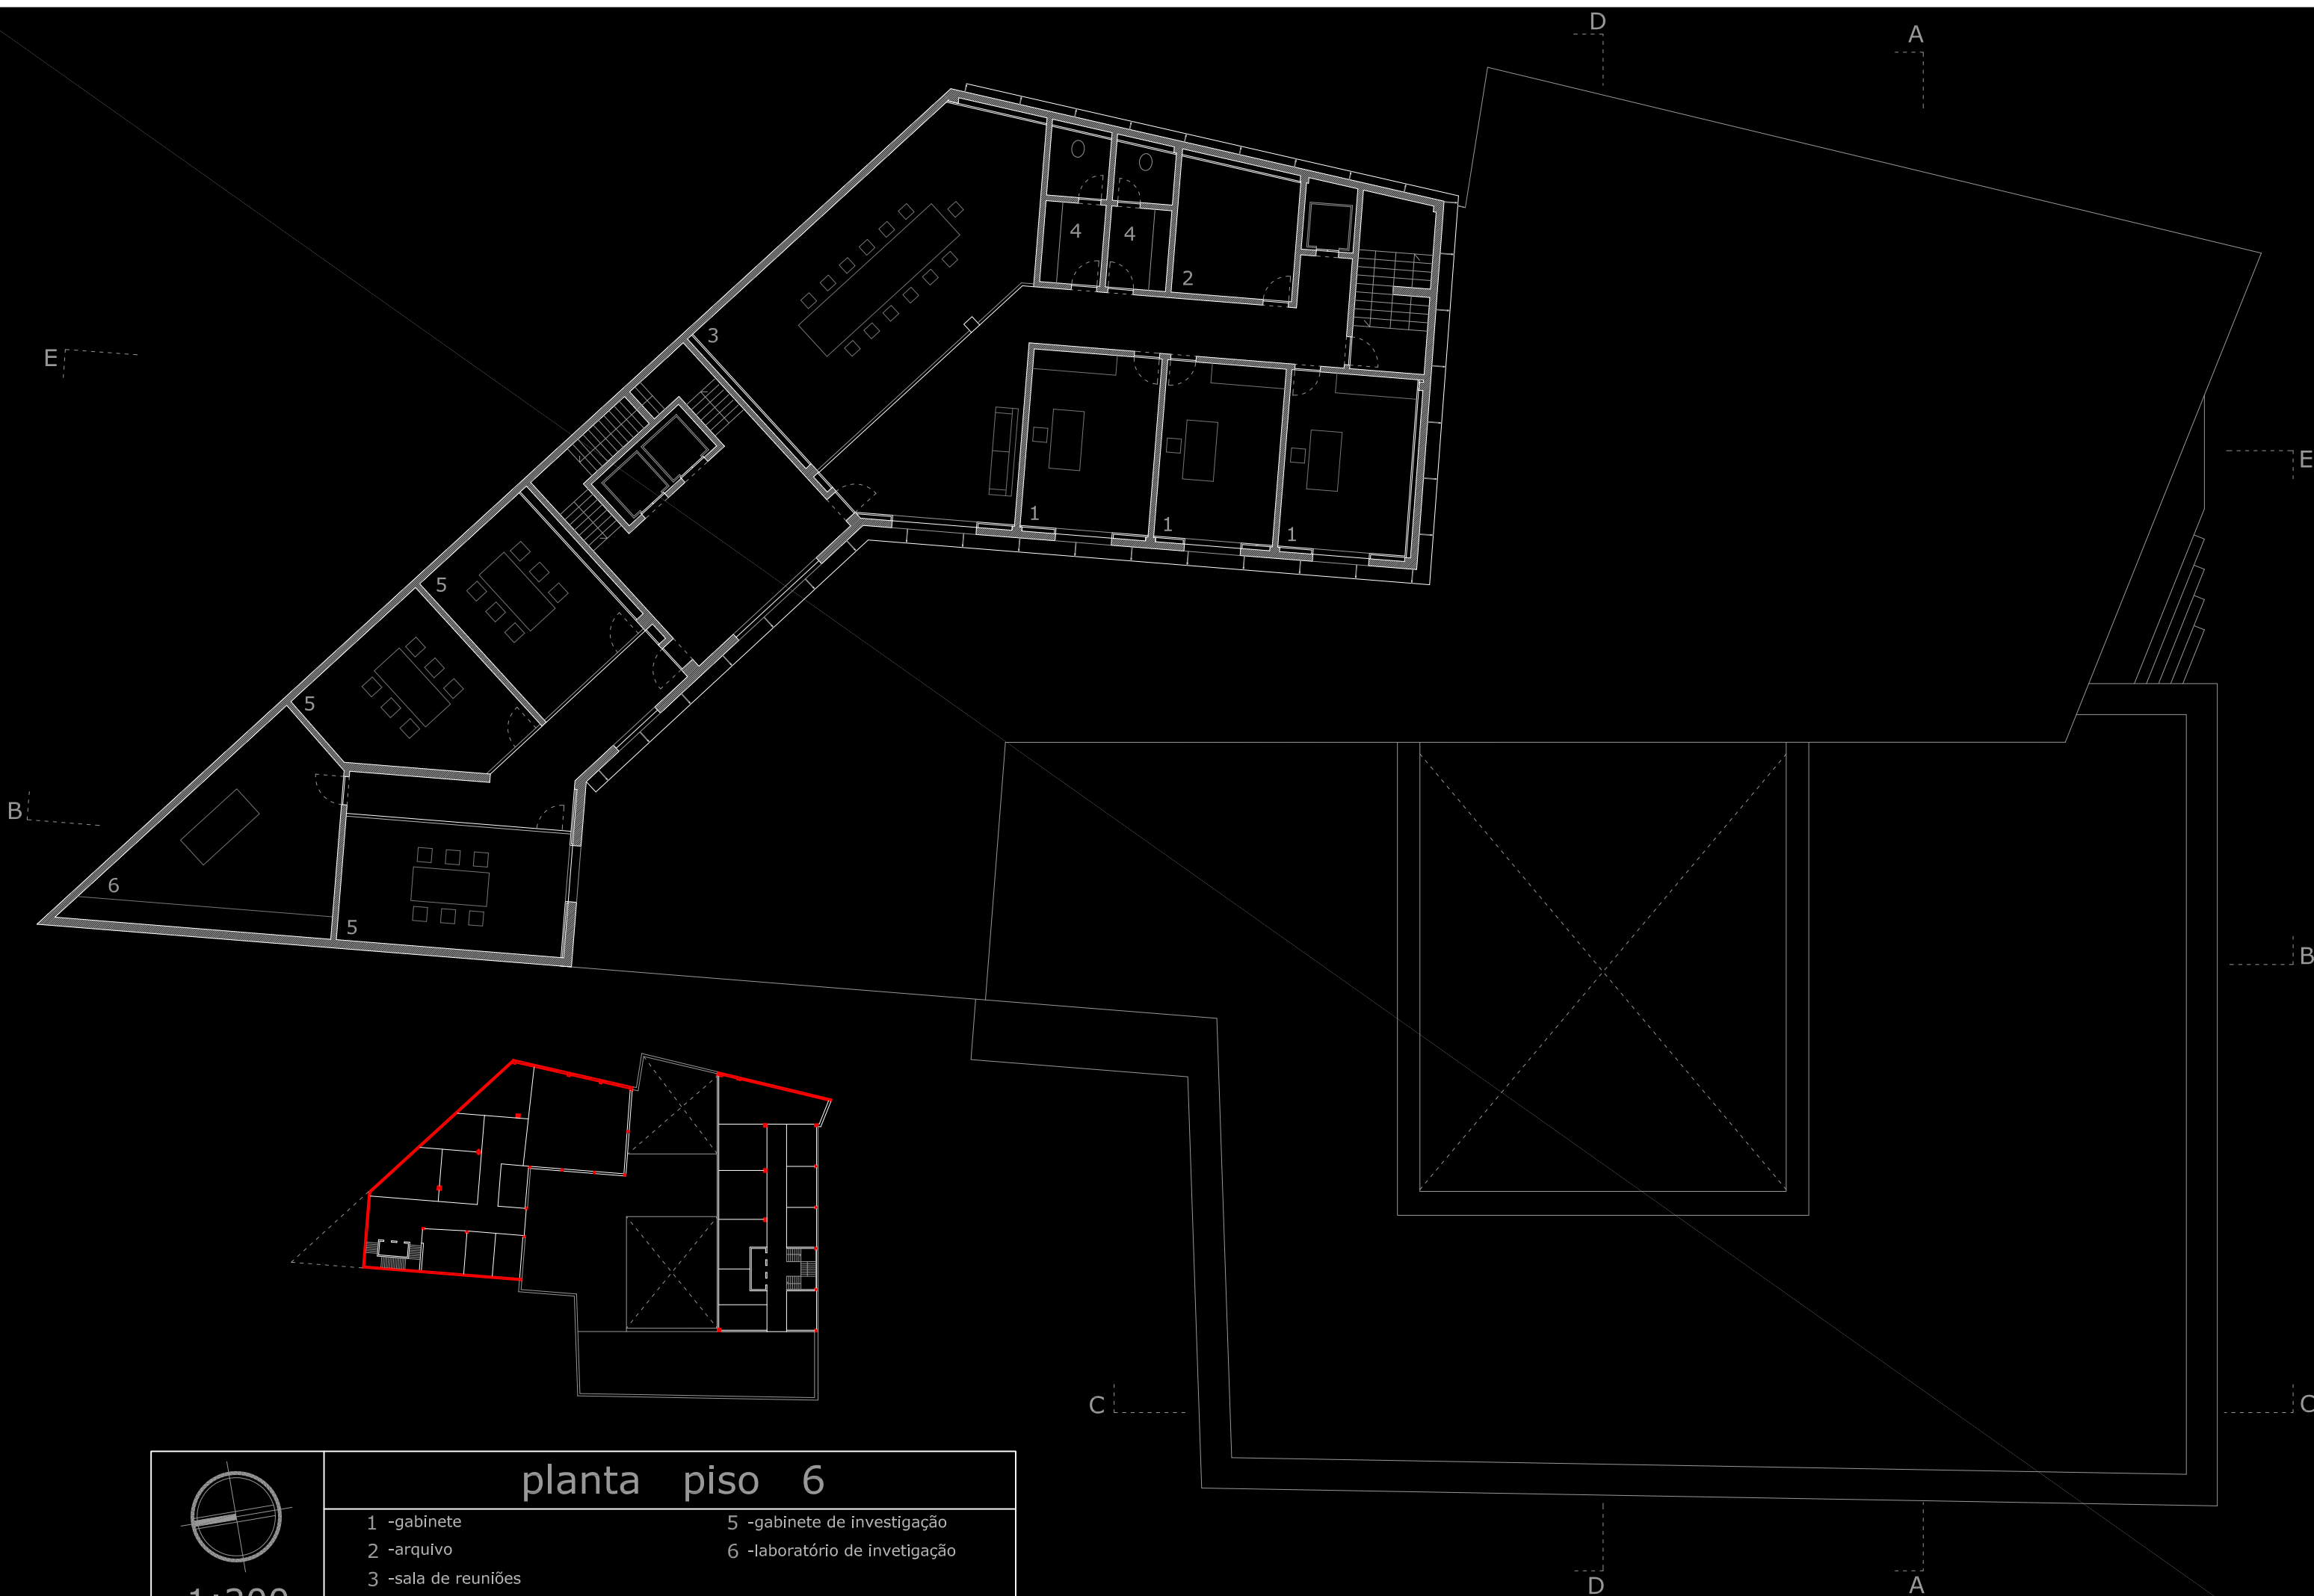 D
A
4
4
2
3
E
E
1
1
1
5
5
B
6
5
B
C
C
planta piso 6
1 -gabinete
2 -arquivo
3 -sala de reuniões
5 -gabinete de investigação
6 -laboratório de invetigação
D
A